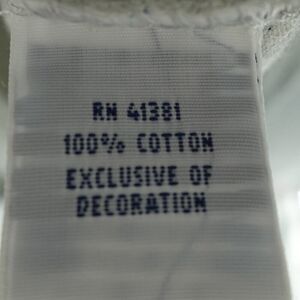 RN 41381
100% COTTON
EXCLUSIVE OF
DECORATION